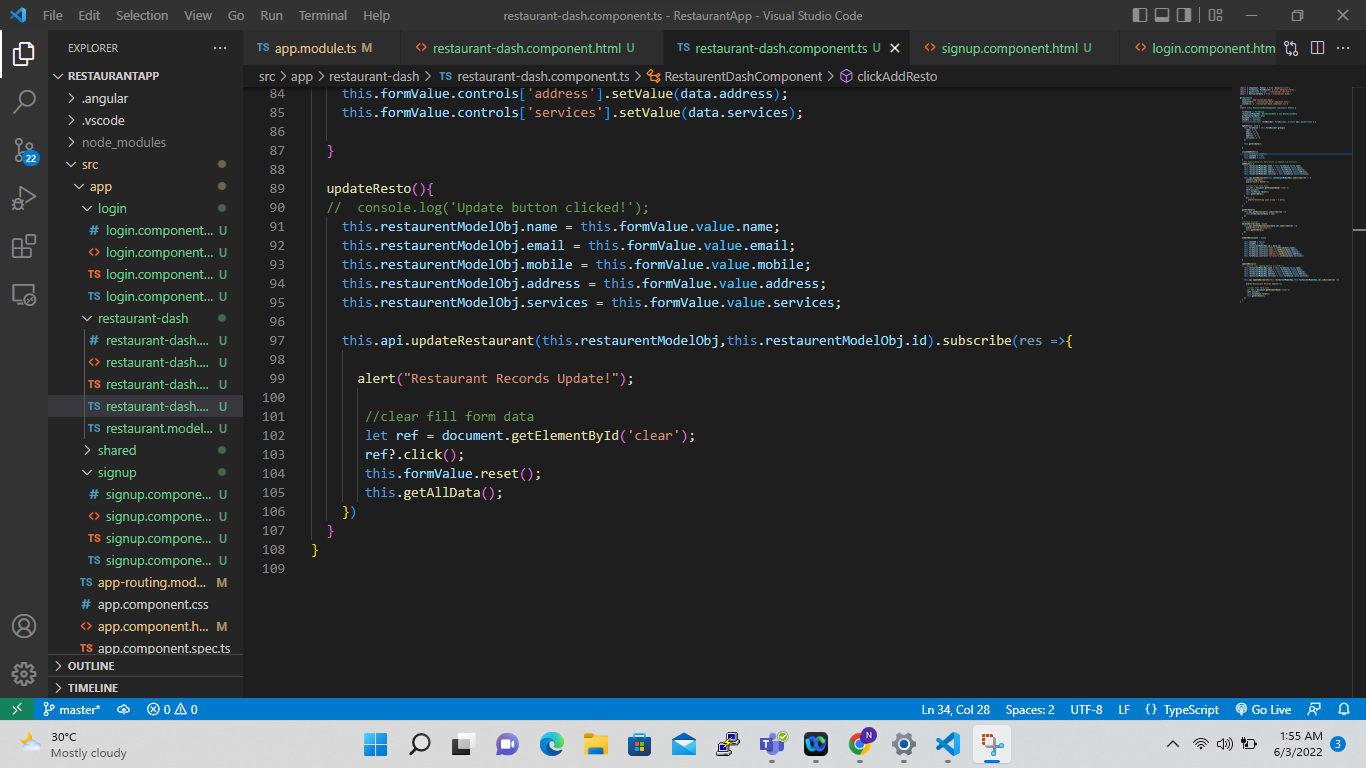 File Edit Selection View Go Run Terminal Help
restaurant-dash.component.ts - RestaurantApp - Visual Studio Code
EXPLORER
RESTAURANTAPP
.angular
.vscode
node_modules
src
app
login
# login.component... U
<> login.component... U
TS login.component... U
TS login.component... U
restaurant-dash
# restaurant-dash.... U
<> restaurant-dash.... U
TS restaurant-dash.... U
TS restaurant-dash.... U
TS restaurant.model... U
shared
signup
# signup.compone... U
<> signup.compone... U
TS signup.compone... U
TS signup.compone... U
TS app-routing.mod... M
# app.component.css
<> app.component.h... M
TS app.component.spec.ts
OUTLINE
TIMELINE
22
TS app.module.ts M
<> restaurant-dash.component.html U
TS restaurant-dash.component.ts U
<> signup.component.html U
<> login.component.htm
src > app > restaurant-dash > TS restaurant-dash.component.ts > RestaurentDashComponent > clickAddResto
84 this.formValue.controls['address'].setValue(data.address);
85 this.formValue.controls['services'].setValue(data.services);
86
87 }
88
89 updateResto(){
90 // console.log('Update button clicked!');
91 this.restaurentModelObj.name = this.formValue.value.name;
92 this.restaurentModelObj.email = this.formValue.value.email;
93 this.restaurentModelObj.mobile = this.formValue.value.mobile;
94 this.restaurentModelObj.address = this.formValue.value.address;
95 this.restaurentModelObj.services = this.formValue.value.services;
96
97 this.api.updateRestaurant(this.restaurentModelObj,this.restaurentModelObj.id).subscribe(res =>{
98
99 alert("Restaurant Records Update!");
100
101 //clear fill form data
102 let ref = document.getElementById('clear');
103 ref?.click();
104 this.formValue.reset();
105 this.getAllData();
106 })
107 }
108 }
109
master* 0 0
Ln 34, Col 28 Spaces: 2 UTF-8 LF {} TypeScript Go Live
30°C
Mostly cloudy
N
1:55 AM
6/3/2022
3